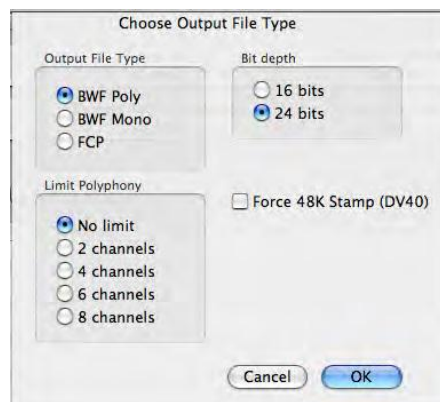 Choose Output File Type
Output File Type
BWF Poly
BWF Mono
FCP
Bit depth
16 bits
24 bits
Limit Polyphony
No limit
2 channels
4 channels
6 channels
8 channels
Force 48K Stamp (DV40)
Cancel
OK